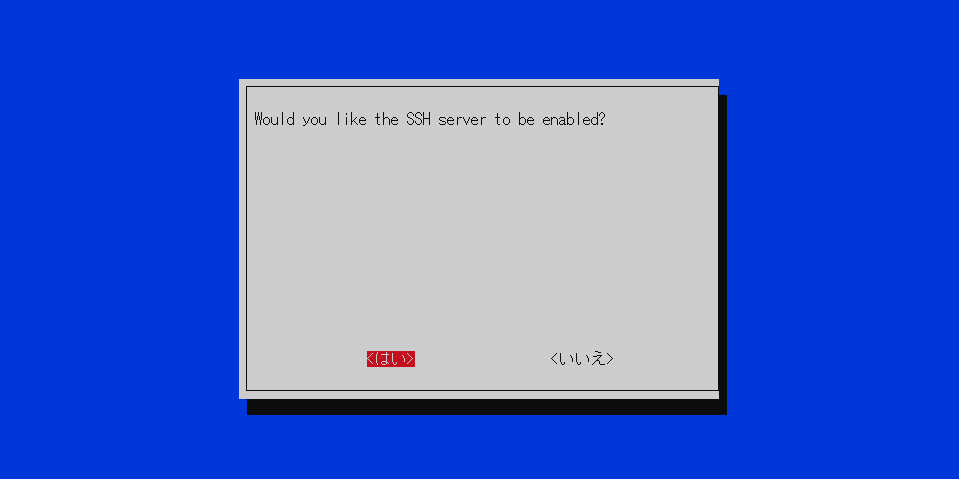 Would you like the SSH server to be enabled?
<はい> <いいえ>